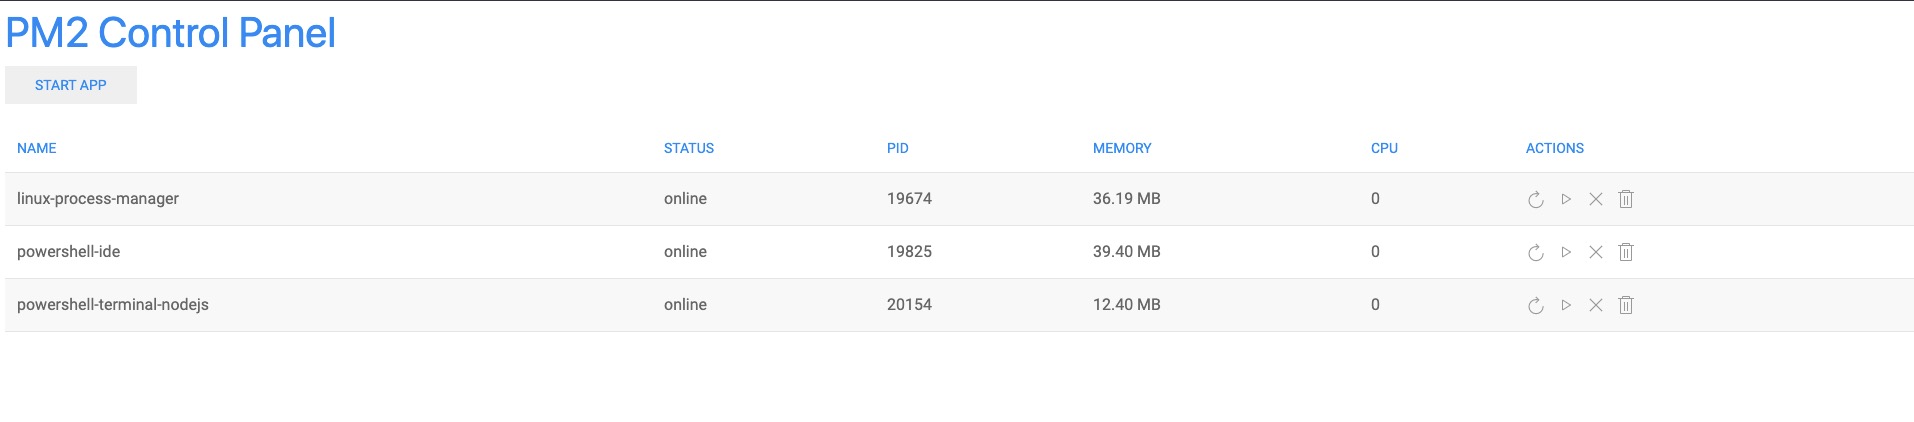 PM2 Control Panel
START APP
NAME STATUS PID MEMORY CPU ACTIONS
linux-process-manager online 19674 36.19 MB 0
powershell-ide online 19825 39.40 MB 0
powershell-terminal-nodejs online 20154 12.40 MB 0